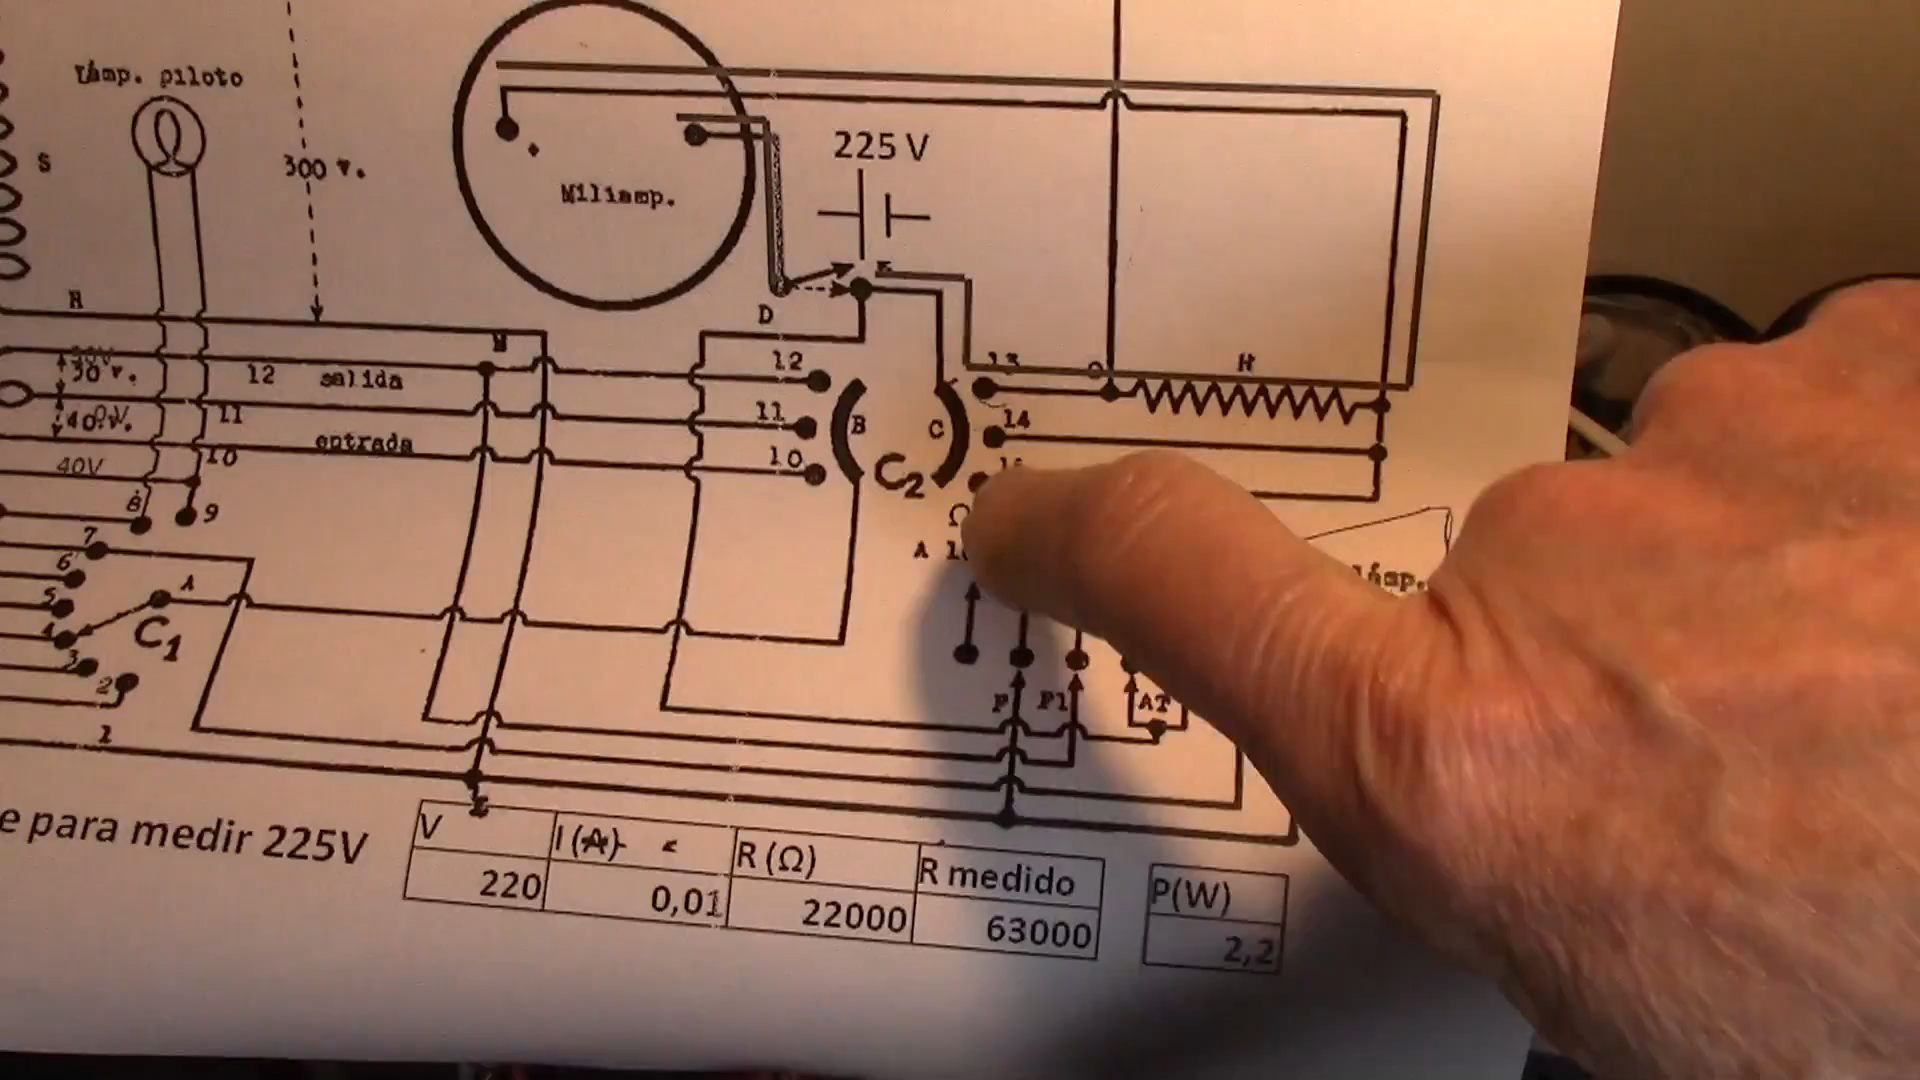 Lámp. piloto
S
300 v.
+
Miliamp.
225 V
E
D
H
M
30 v.
12 salida
12
13
H
40 v.
11
11
B
C
14
entrada
40V
10
10
C2
8
9
7
Ω
6
A
A
lámp.
5
4
C1
3
2
F
F1
AT
1
e para medir 225V
V
I (A)
R (Ω)
R medido
P(W)
220
0,01
22000
63000
2,2